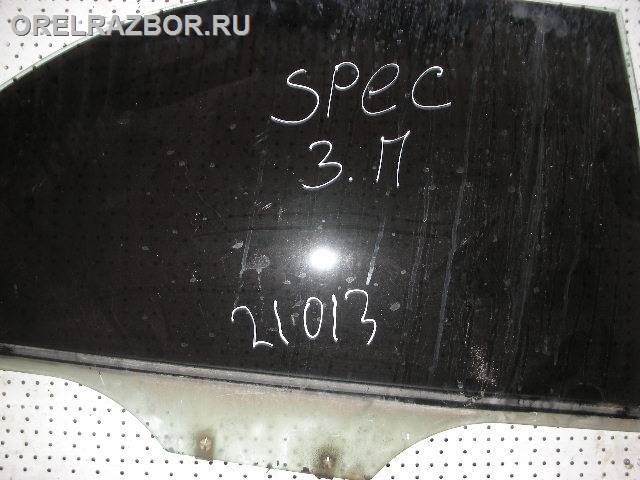 ORELRAZBOR.RU
SPEC
З.П
21013